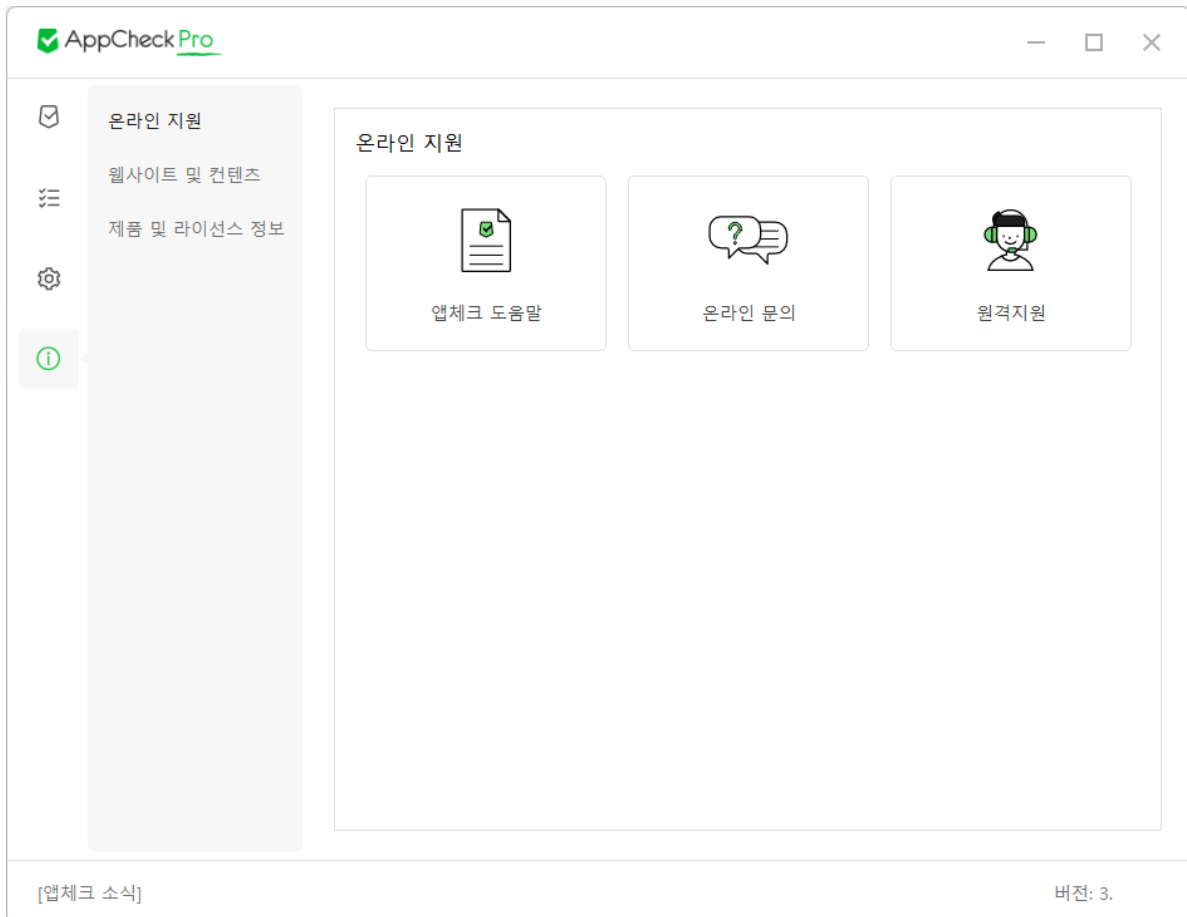 AppCheck Pro
온라인 지원
웹사이트 및 컨텐츠
제품 및 라이선스 정보
온라인 지원
?
앱체크 도움말
온라인 문의
원격지원
[앱체크 소식]
버전: 3.